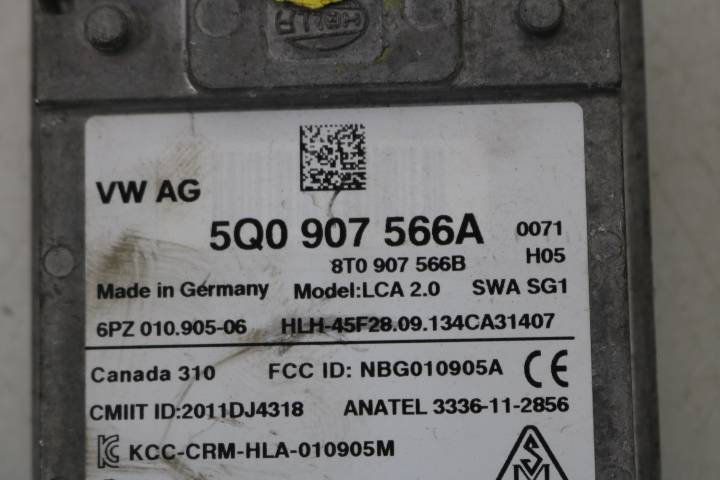 HELLA
VW AG
5Q0 907 566A 0071
8T0 907 566B H05
Made in Germany Model:LCA 2.0 SWA SG1
6PZ 010.905-06 HLH-45F28.09.134CA31407
Canada 310 FCC ID: NBG010905A CE
CMIIT ID:2011DJ4318 ANATEL 3336-11-2856
KCC-CRM-HLA-010905M